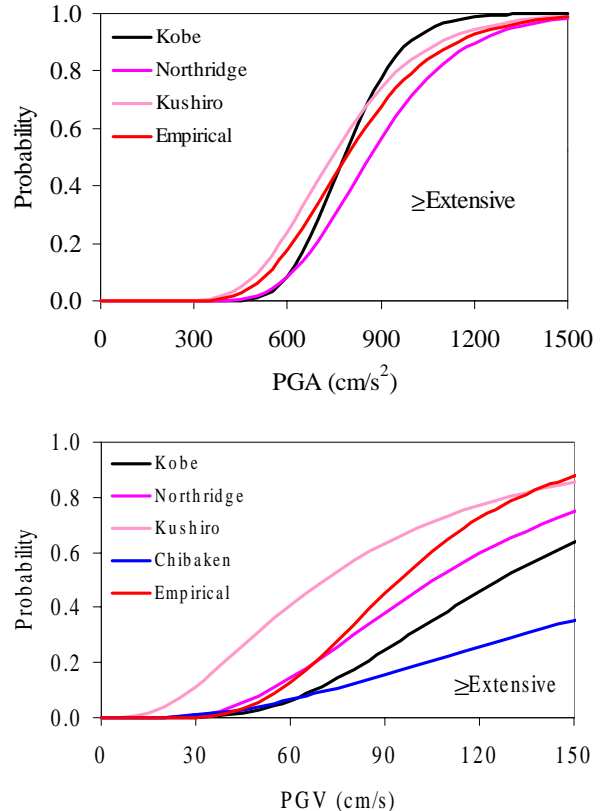 1.0
0.8
0.6
0.4
0.2
0.0
Probability
Kobe
Northridge
Kushiro
Empirical
≥Extensive
0 300 600 900 1200 1500
PGA (cm/s²)
1.0
0.8
0.6
0.4
0.2
0.0
Probability
Kobe
Northridge
Kushiro
Chibaken
Empirical
≥Extensive
0 30 60 90 120 150
PGV (cm/s)